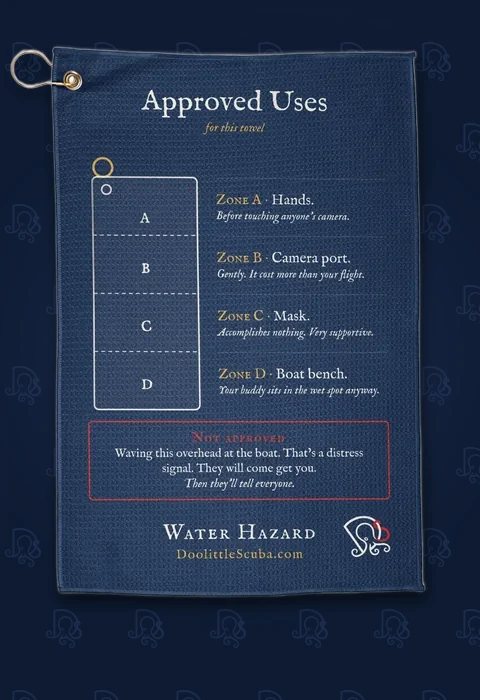 Approved Uses
for this towel
A
Zone A · Hands.
Before touching anyone's camera.
B
Zone B · Camera port.
Gently. It cost more than your flight.
C
Zone C · Mask.
Accomplishes nothing. Very supportive.
D
Zone D · Boat bench.
Your buddy sits in the wet spot anyway.
Not approved
Waving this overhead at the boat. That's a distress
signal. They will come get you.
Then they'll tell everyone.
Water Hazard
DoolittleScuba.com